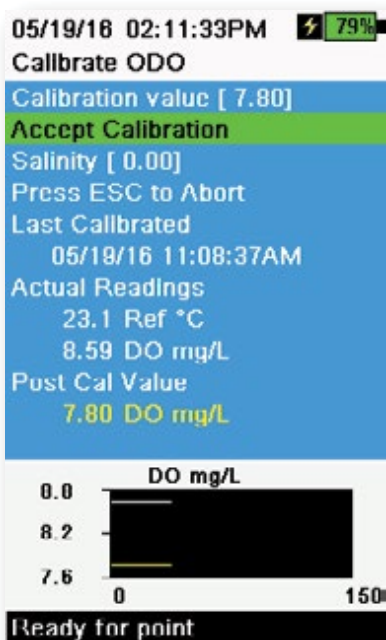 05/19/16 02:11:33PM 79%
Calibrate ODO
Calibration value [ 7.80]
Accept Calibration
Salinity [ 0.00]
Press ESC to Abort
Last Calibrated
05/19/16 11:08:37AM
Actual Readings
23.1 Ref °C
8.59 DO mg/L
Post Cal Value
7.80 DO mg/L
DO mg/L
8.2
7.6
0 150
Ready for point